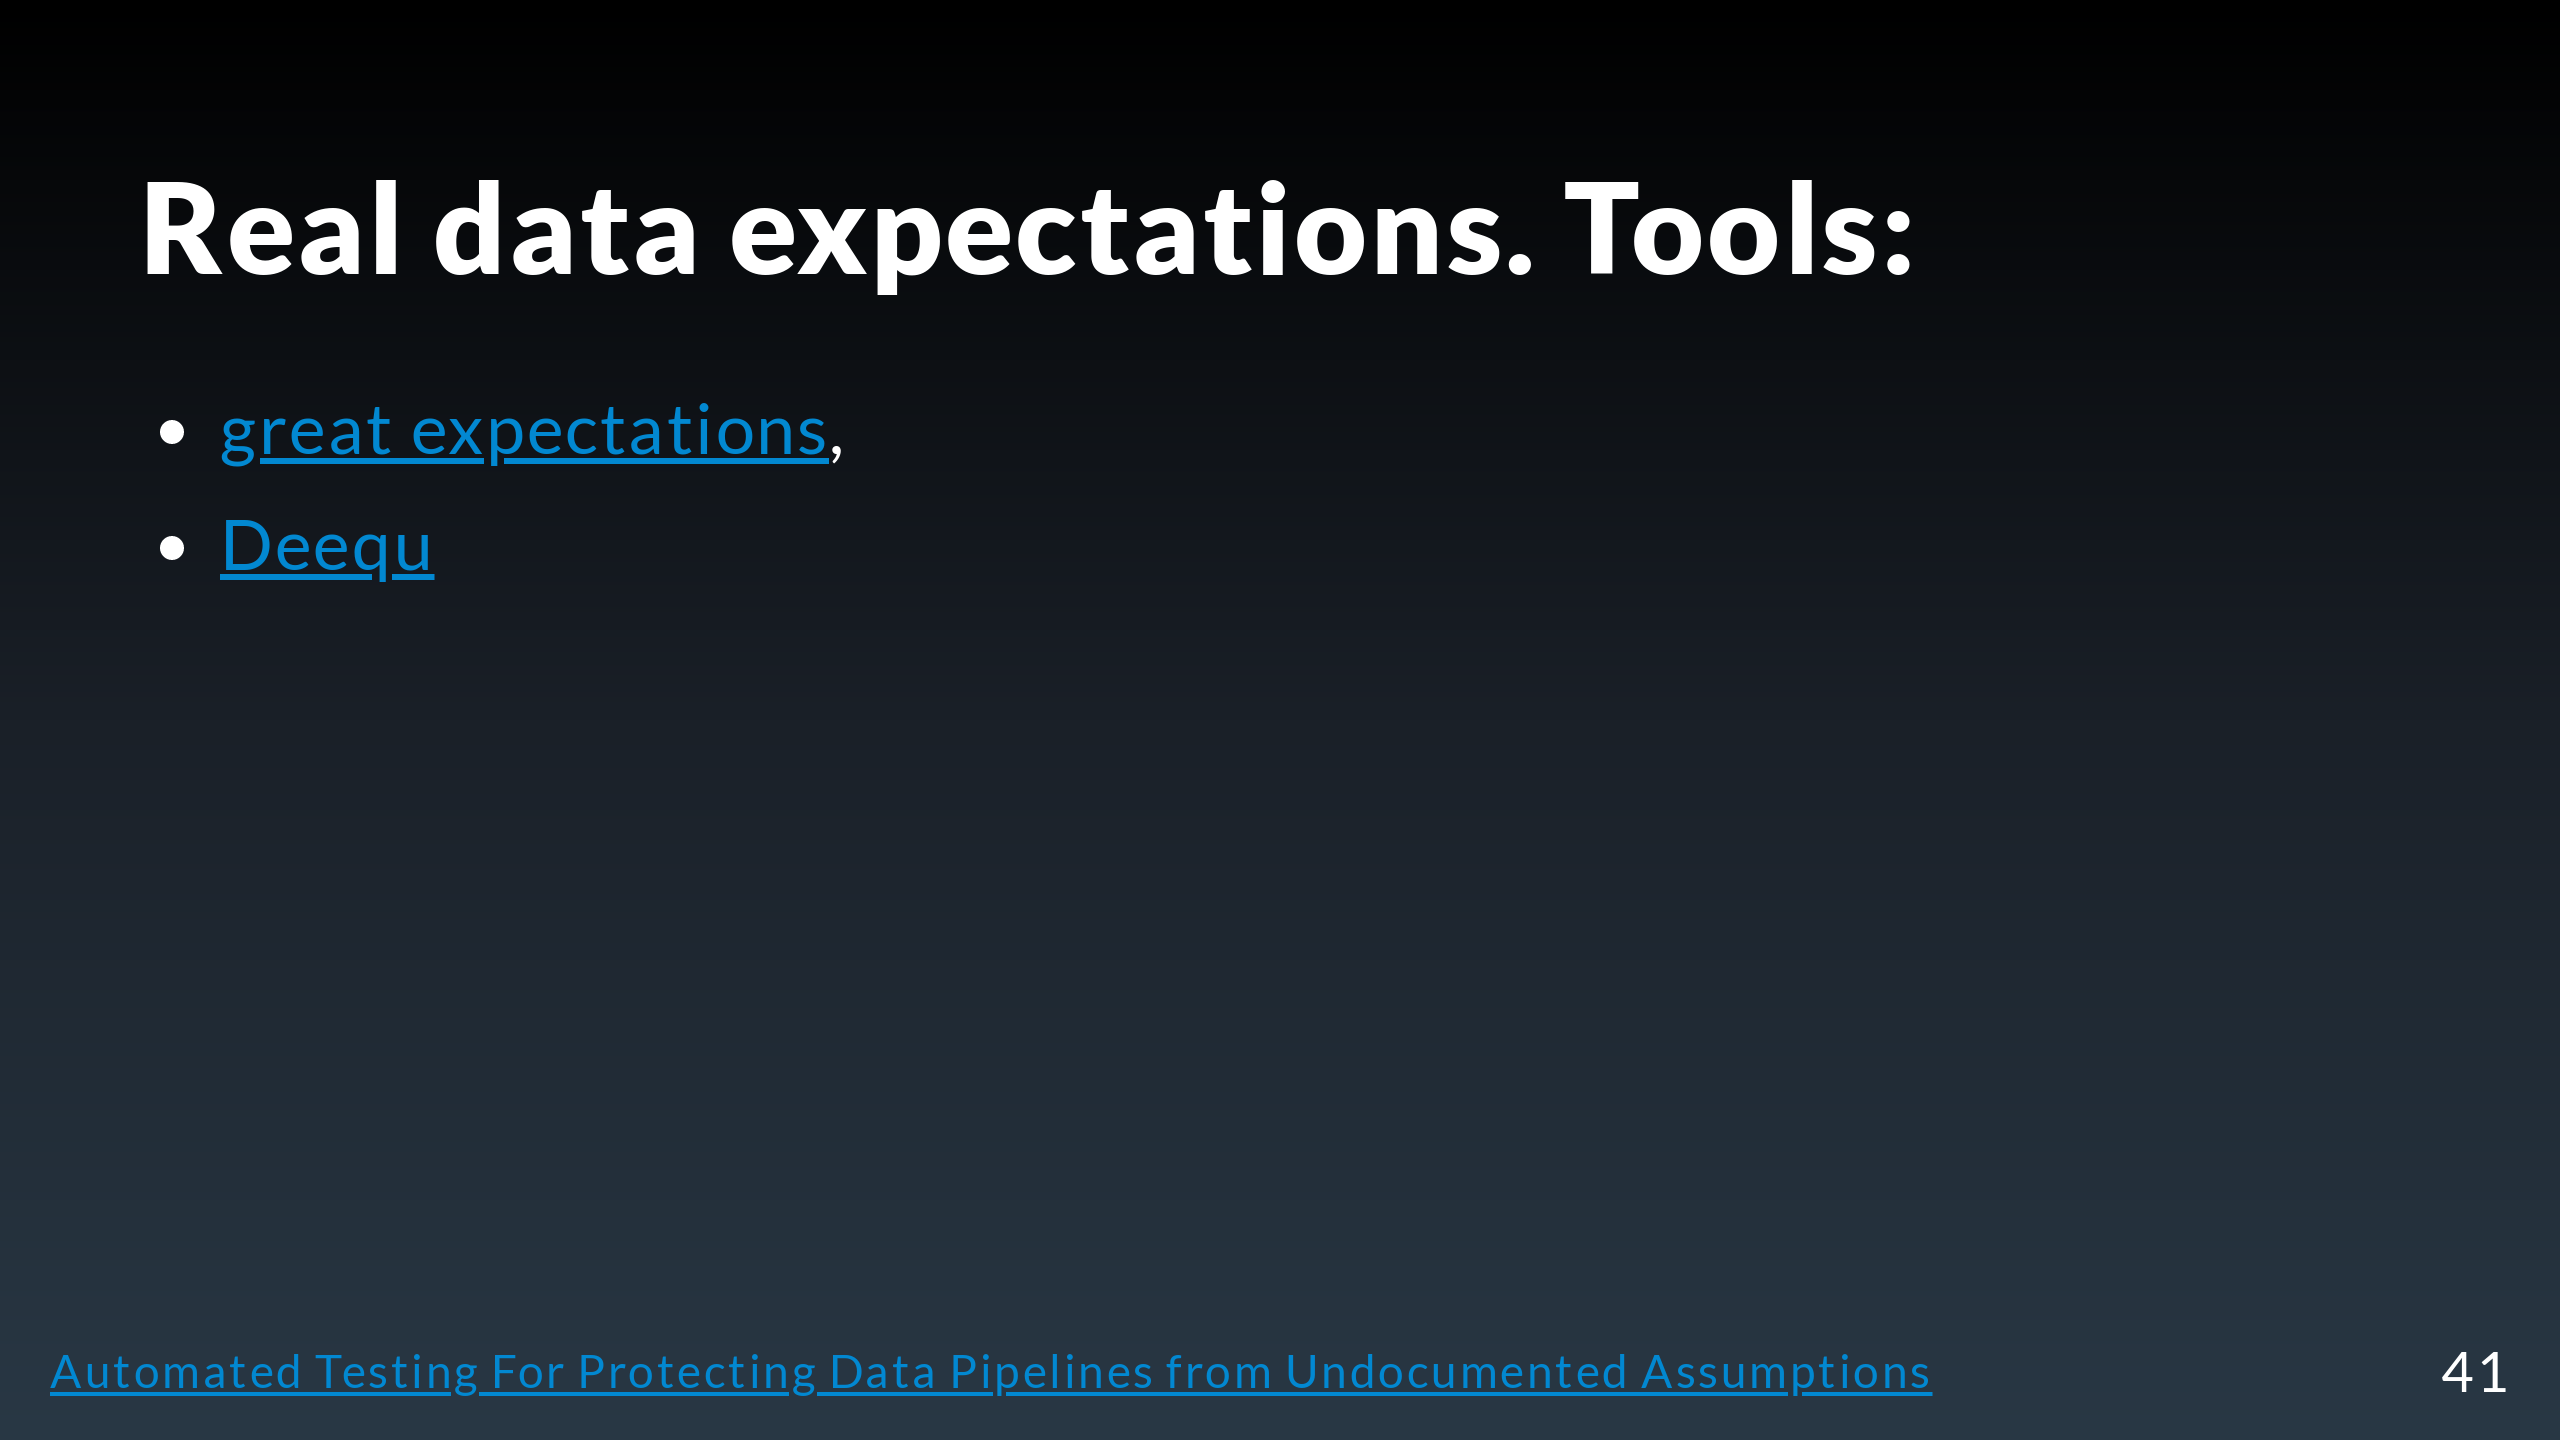 Real data expectations. Tools:
• great expectations,
• Deequ
Automated Testing For Protecting Data Pipelines from Undocumented Assumptions
41